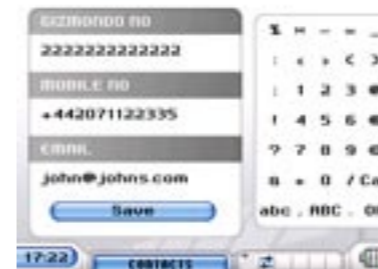 GIZMONDO NO
2222222222222
MOBILE NO
+442071122335
EMAIL
john@johns.com
Save
1 2 3
4 5 6
? 7 8 9
0 /
abc . ABC .
17:22
CONTACTS